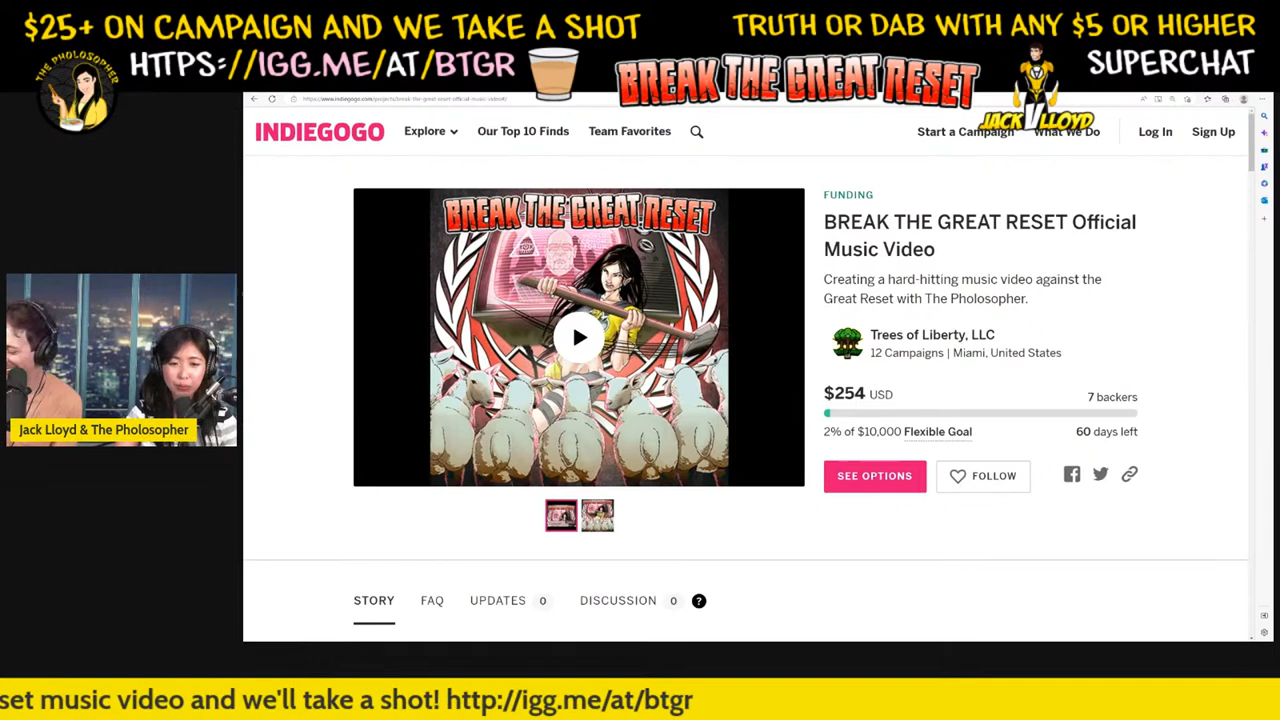 $25+ ON CAMPAIGN AND WE TAKE A SHOT
HTTPS://IGG.ME/AT/BTGR
THE PHOLOSOPHER
BREAK THE GREAT RESET
TRUTH OR DAB WITH ANY $5 OR HIGHER
SUPERCHAT
JACK LLOYD
INDIEGOGO
Explore
Our Top 10 Finds
Team Favorites
Start a Campaign
What We Do
Log In
Sign Up
BREAK THE GREAT RESET
FUNDING
BREAK THE GREAT RESET Official
Music Video
Creating a hard-hitting music video against the
Great Reset with The Pholosopher.
Trees of Liberty, LLC
12 Campaigns | Miami, United States
$254 USD
7 backers
2% of $10,000 Flexible Goal
60 days left
SEE OPTIONS
FOLLOW
Jack Lloyd & The Pholosopher
STORY
FAQ
UPDATES 0
DISCUSSION 0
?
set music video and we'll take a shot! http://igg.me/at/btgr